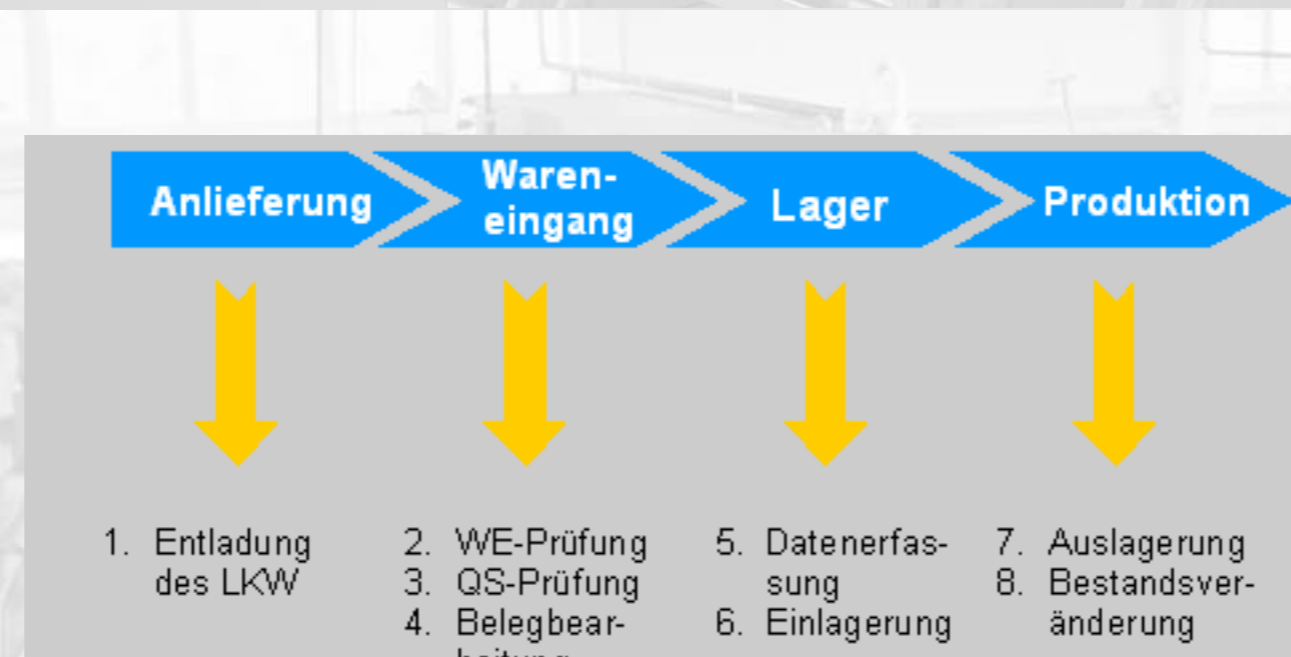 Anlieferung
Waren-
eingang
Lager
Produktion
1. Entladung
des LKW
2. WE-Prüfung
3. QS-Prüfung
4. Belegbear-
5. Datenerfas-
sung
6. Einlagerung
7. Auslagerung
8. Bestandsver-
änderung